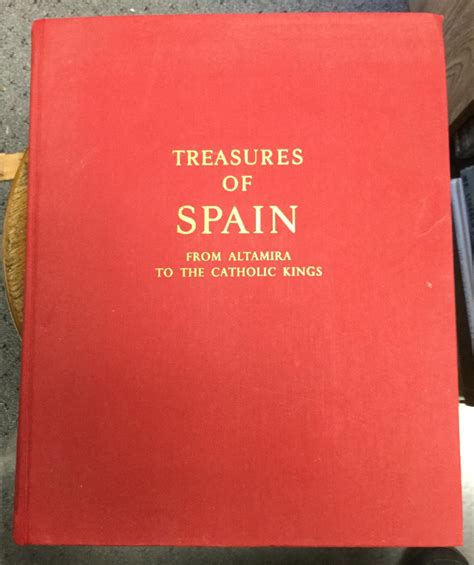 TREASURES
OF
SPAIN
FROM ALTAMIRA
TO THE CATHOLIC KINGS